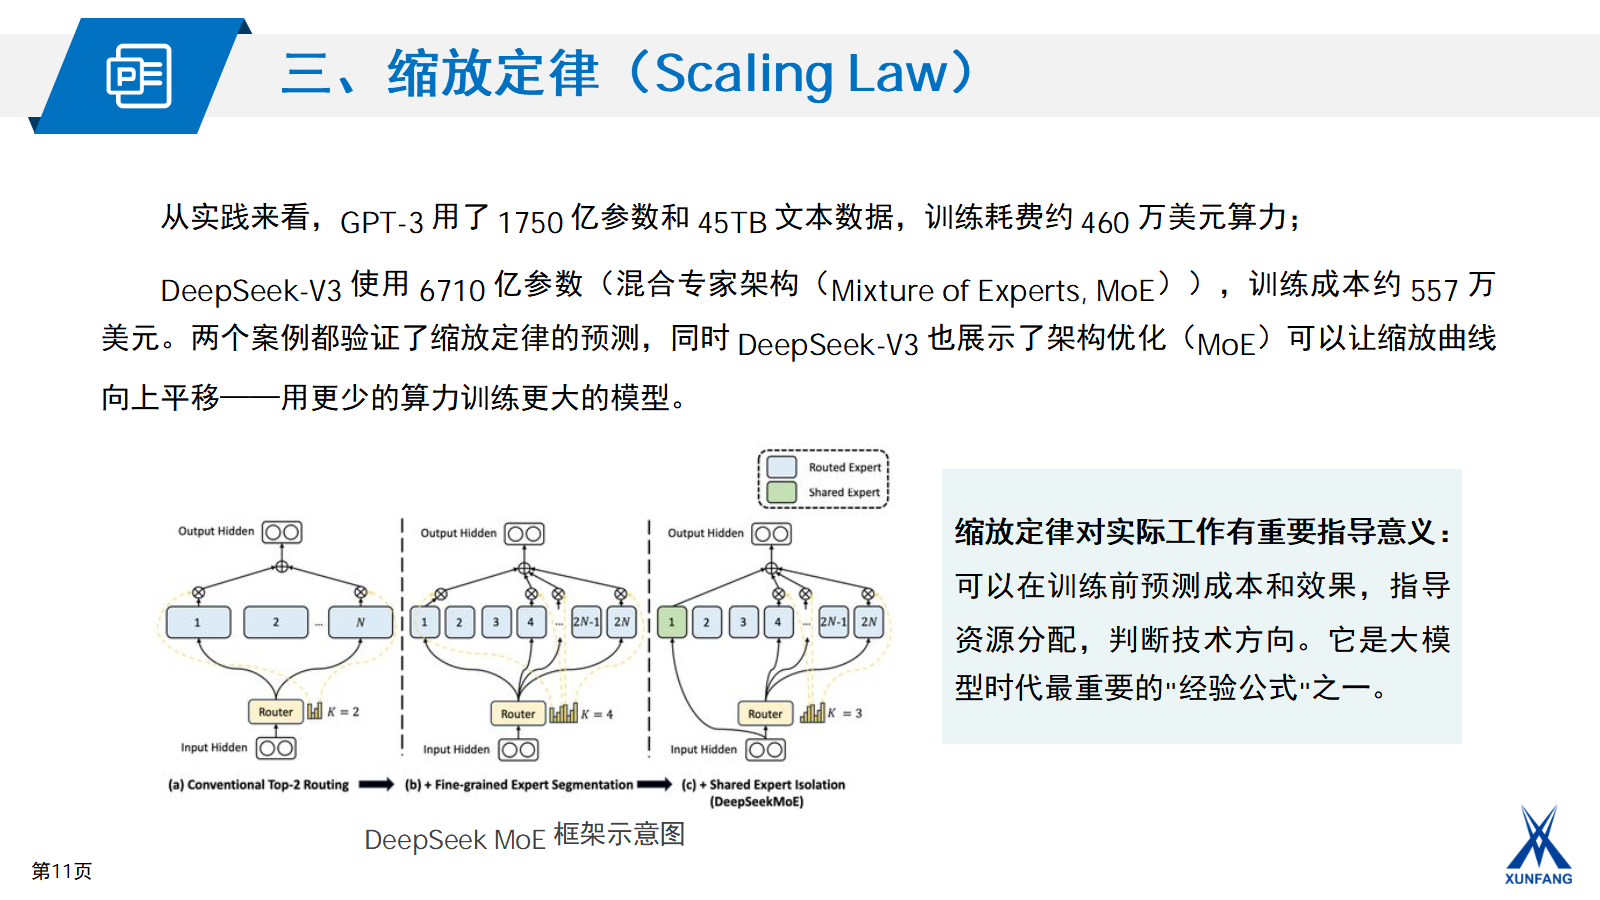 三、缩放定律（Scaling Law）
从实践来看，GPT-3 用了 1750 亿参数和 45TB 文本数据，训练耗费约 460 万美元算力；
DeepSeek-V3 使用 6710 亿参数（混合专家架构（Mixture of Experts, MoE）），训练成本约 557 万
美元。两个案例都验证了缩放定律的预测，同时 DeepSeek-V3 也展示了架构优化（MoE）可以让缩放曲线
向上平移——用更少的算力训练更大的模型。
Routed Expert
Shared Expert
Output Hidden
1 2 ... N
Router K = 2
Input Hidden
(a) Conventional Top-2 Routing
Output Hidden
1 2 3 4 ... 2N-1 2N
Router K = 4
Input Hidden
(b) + Fine-grained Expert Segmentation
Output Hidden
1 2 3 4 ... 2N-1 2N
Router K = 3
Input Hidden
(c) + Shared Expert Isolation
(DeepSeekMoE)
DeepSeek MoE 框架示意图
缩放定律对实际工作有重要指导意义：
可以在训练前预测成本和效果，指导
资源分配，判断技术方向。它是大模
型时代最重要的"经验公式"之一。
第11页
XUNFANG